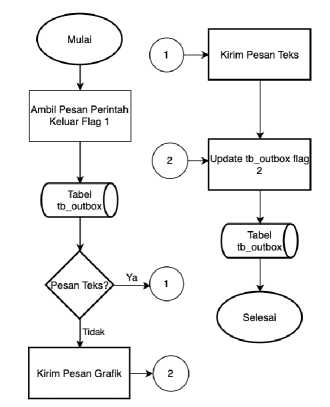 Mulai
Ambil Pesan Perintah
Keluar Flag 1
Tabel
tb_outbox
Pesan Teks?
Ya
1
Tidak
Kirim Pesan Grafik
2
1
Kirim Pesan Teks
2
Update tb_outbox flag
2
Tabel
tb_outbox
Selesai